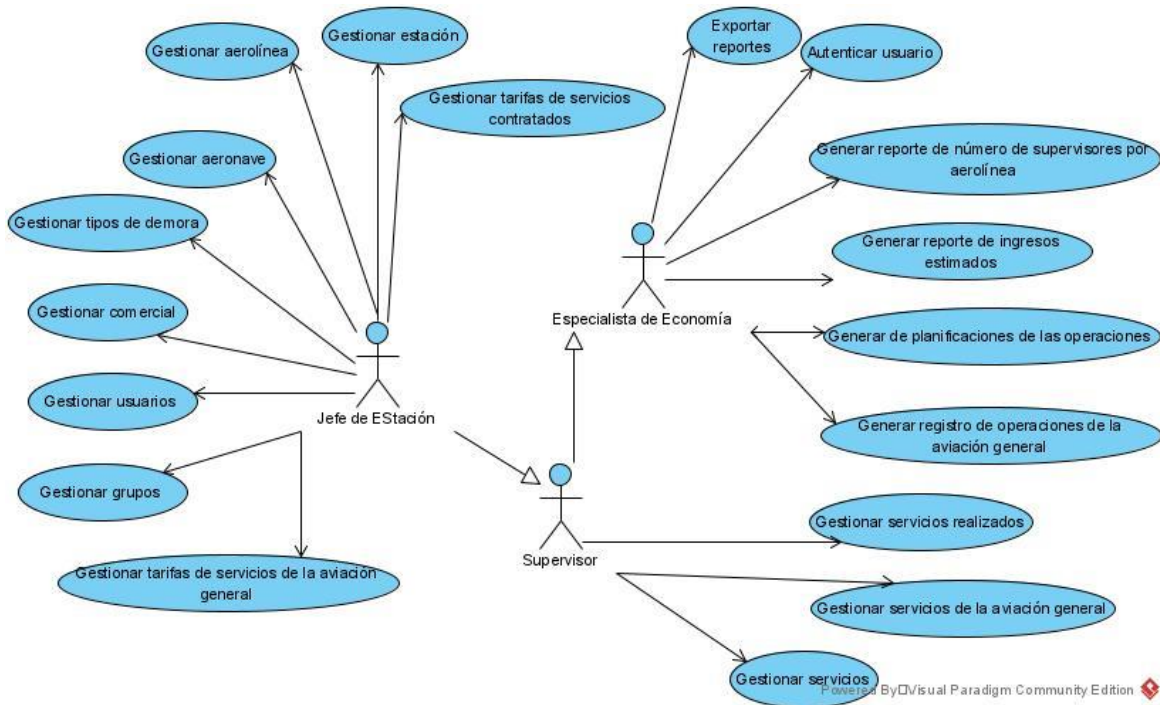 Gestionar estación
Exportar
reportes
Gestionar aerolínea
Autenticar usuario
Gestionar tarifas de servicios
contratados
Gestionar aeronave
Generar reporte de número de supervisores por
aerolínea
Gestionar tipos de demora
Generar reporte de ingresos
estimados
Gestionar comercial
Especialista de Economía
Generar de planificaciones de las operaciones
Gestionar usuarios
Jefe de EStación
Generar registro de operaciones de la
aviación general
Gestionar grupos
Gestionar servicios realizados
Supervisor
Gestionar tarifas de servicios de la aviación
general
Gestionar servicios de la aviación general
Gestionar servicios
Powered By Visual Paradigm Community Edition